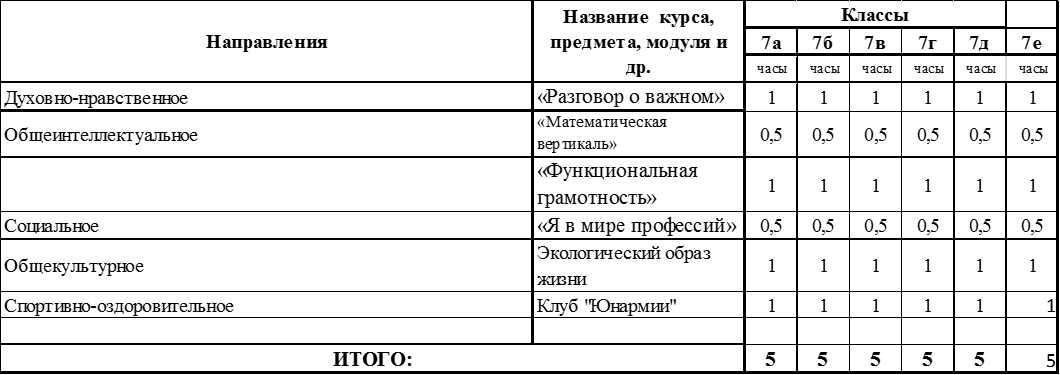 Направления Название курса, предмета, модуля и др. Классы
7а 7б 7в 7г 7д 7е
часы часы часы часы часы часы
Духовно-нравственное «Разговор о важном» 1 1 1 1 1 1
Общеинтеллектуальное «Математическая вертикаль» 0,5 0,5 0,5 0,5 0,5 0,5
«Функциональная грамотность» 1 1 1 1 1 1
Социальное «Я в мире профессий» 0,5 0,5 0,5 0,5 0,5 0,5
Общекультурное Экологический образ жизни 1 1 1 1 1 1
Спортивно-оздоровительное Клуб "Юнармии" 1 1 1 1 1 1
ИТОГО: 5 5 5 5 5 5